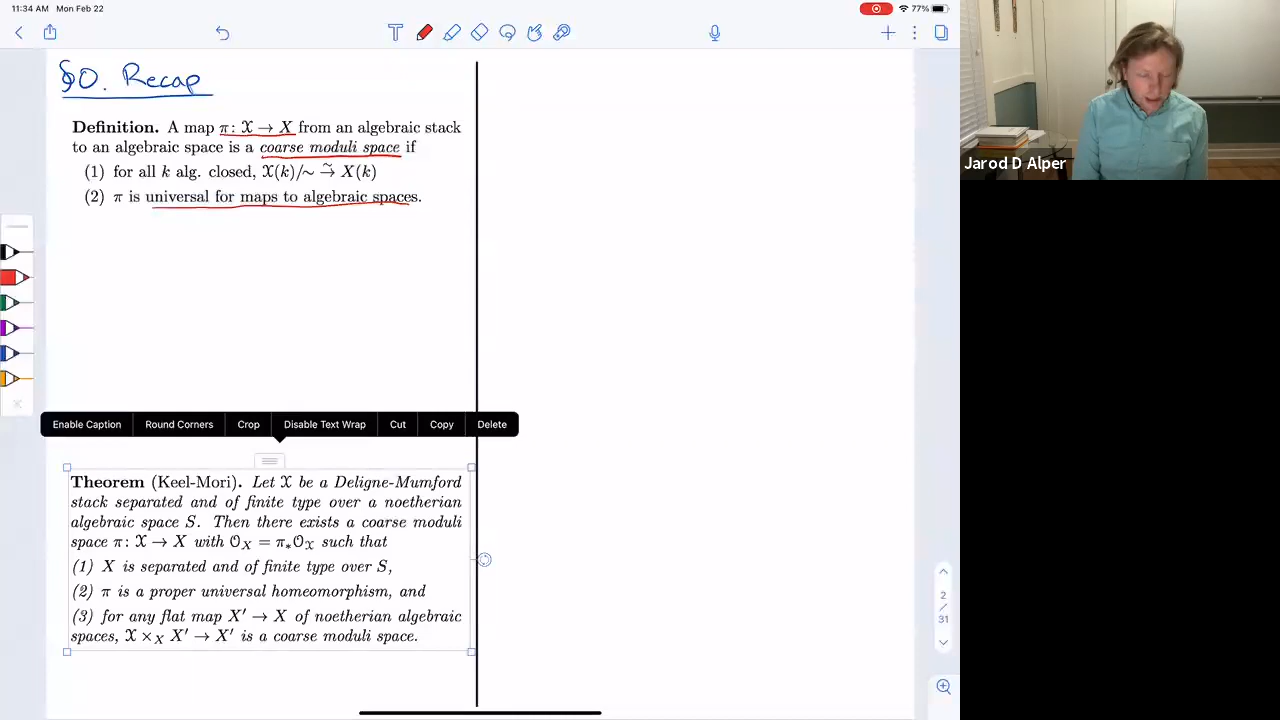 11:34 AM Mon Feb 22
77%
§0. Recap
Definition. A map π: 𝒳 → X from an algebraic stack
to an algebraic space is a coarse moduli space if
(1) for all k alg. closed, 𝒳(k)/∼ →̃ X(k)
(2) π is universal for maps to algebraic spaces.
Enable Caption Round Corners Crop Disable Text Wrap Cut Copy Delete
Theorem (Keel-Mori). Let 𝒳 be a Deligne-Mumford
stack separated and of finite type over a noetherian
algebraic space S. Then there exists a coarse moduli
space π: 𝒳 → X with 𝒪_X = π_*𝒪_𝒳 such that
(1) X is separated and of finite type over S,
(2) π is a proper universal homeomorphism, and
(3) for any flat map X′ → X of noetherian algebraic
spaces, 𝒳 ×_X X′ → X′ is a coarse moduli space.
2
/
31
Jarod D Alper